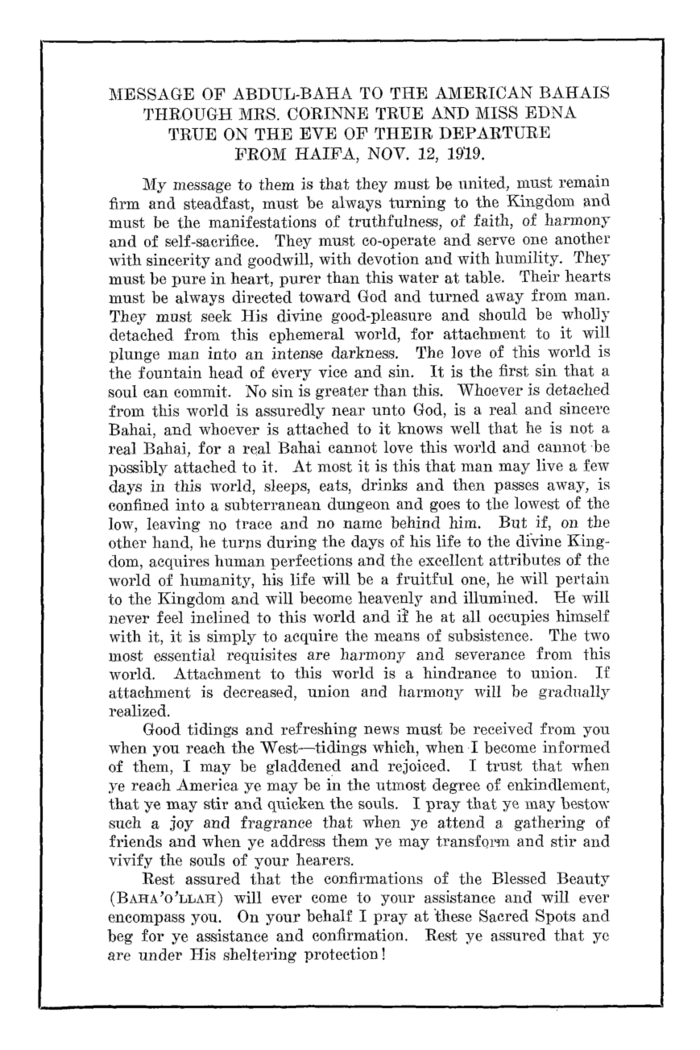 MESSAGE OF ABDUL-BAHA TO THE AMERICAN BAHAIS
THROUGH MRS. CORINNE TRUE AND MISS EDNA
TRUE ON THE EVE OF THEIR DEPARTURE
FROM HAIFA, NOV. 12, 1919.
My message to them is that they must be united, must remain
firm and steadfast, must be always turning to the Kingdom and
must be the manifestations of truthfulness, of faith, of harmony
and of self-sacrifice. They must co-operate and serve one another
with sincerity and goodwill, with devotion and with humility. They
must be pure in heart, purer than this water at table. Their hearts
must be always directed toward God and turned away from man.
They must seek His divine good-pleasure and should be wholly
detached from this ephemeral world, for attachment to it will
plunge man into an intense darkness. The love of this world is
the fountain head of every vice and sin. It is the first sin that a
soul can commit. No sin is greater than this. Whoever is detached
from this world is assuredly near unto God, is a real and sincere
Bahai, and whoever is attached to it knows well that he is not a
real Bahai, for a real Bahai cannot love this world and cannot be
possibly attached to it. At most it is this that man may live a few
days in this world, sleeps, eats, drinks and then passes away, is
confined into a subterranean dungeon and goes to the lowest of the
low, leaving no trace and no name behind him. But if, on the
other hand, he turns during the days of his life to the divine King-
dom, acquires human perfections and the excellent attributes of the
world of humanity, his life will be a fruitful one, he will pertain
to the Kingdom and will become heavenly and illumined. He will
never feel inclined to this world and if he at all occupies himself
with it, it is simply to acquire the means of subsistence. The two
most essential requisites are harmony and severance from this
world. Attachment to this world is a hindrance to union. If
attachment is decreased, union and harmony will be gradually
realized.
Good tidings and refreshing news must be received from you
when you reach the West—tidings which, when I become informed
of them, I may be gladdened and rejoiced. I trust that when
ye reach America ye may be in the utmost degree of enkindlement,
that ye may stir and quicken the souls. I pray that ye may bestow
such a joy and fragrance that when ye attend a gathering of
friends and when ye address them ye may transform and stir and
vivify the souls of your hearers.
Rest assured that the confirmations of the Blessed Beauty
(BAHA'O'LLAH) will ever come to your assistance and will ever
encompass you. On your behalf I pray at these Sacred Spots and
beg for ye assistance and confirmation. Rest ye assured that ye
are under His sheltering protection!